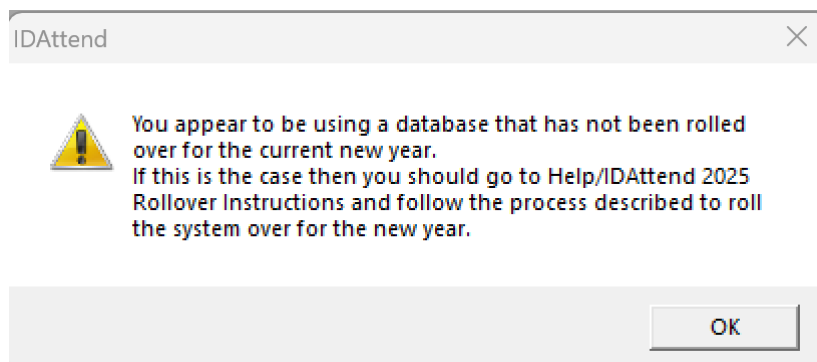 IDAttend
You appear to be using a database that has not been rolled
over for the current new year.
If this is the case then you should go to Help/IDAttend 2025
Rollover Instructions and follow the process described to roll
the system over for the new year.
OK